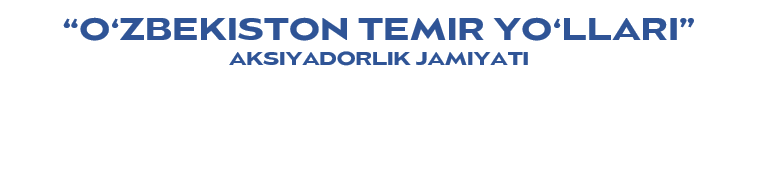 “O‘ZBEKISTON TEMIR YO‘LLARI”
AKSIYADORLIK JAMIYATI